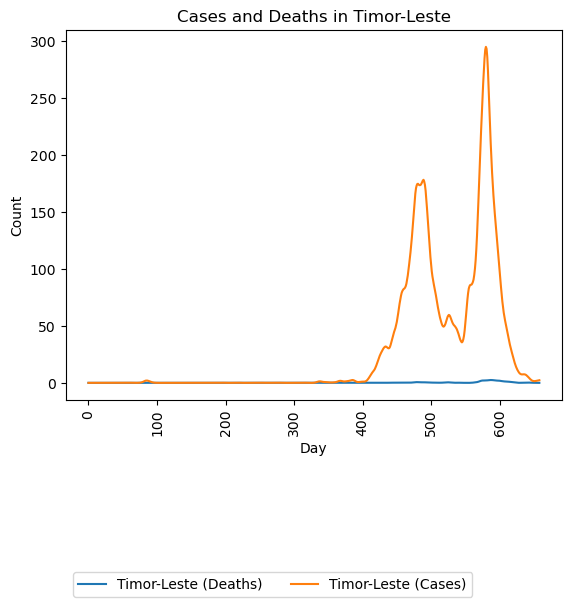 Cases and Deaths in Timor-Leste
300
250
200
150
100
50
0
Count
0 100 200 300 400 500 600
Day
Timor-Leste (Deaths) Timor-Leste (Cases)